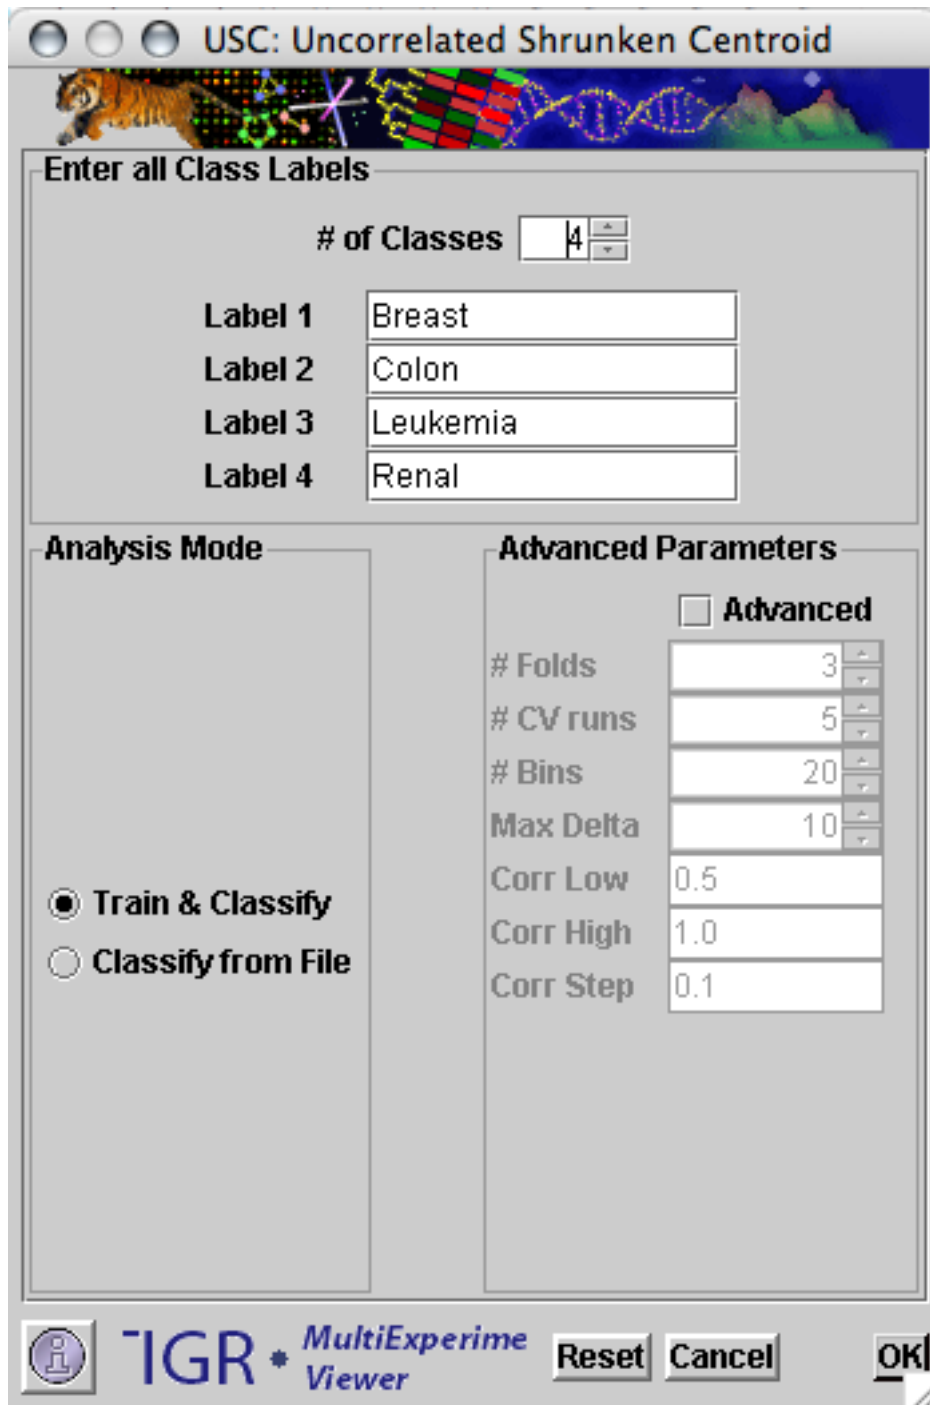 USC: Uncorrelated Shrunken Centroid
Enter all Class Labels
# of Classes 4
Label 1 Breast
Label 2 Colon
Label 3 Leukemia
Label 4 Renal
Analysis Mode
Train & Classify
Classify from File
Advanced Parameters
Advanced
# Folds 3
# CV runs 5
# Bins 20
Max Delta 10
Corr Low 0.5
Corr High 1.0
Corr Step 0.1
TIGR MultiExperime
Viewer
Reset Cancel OK